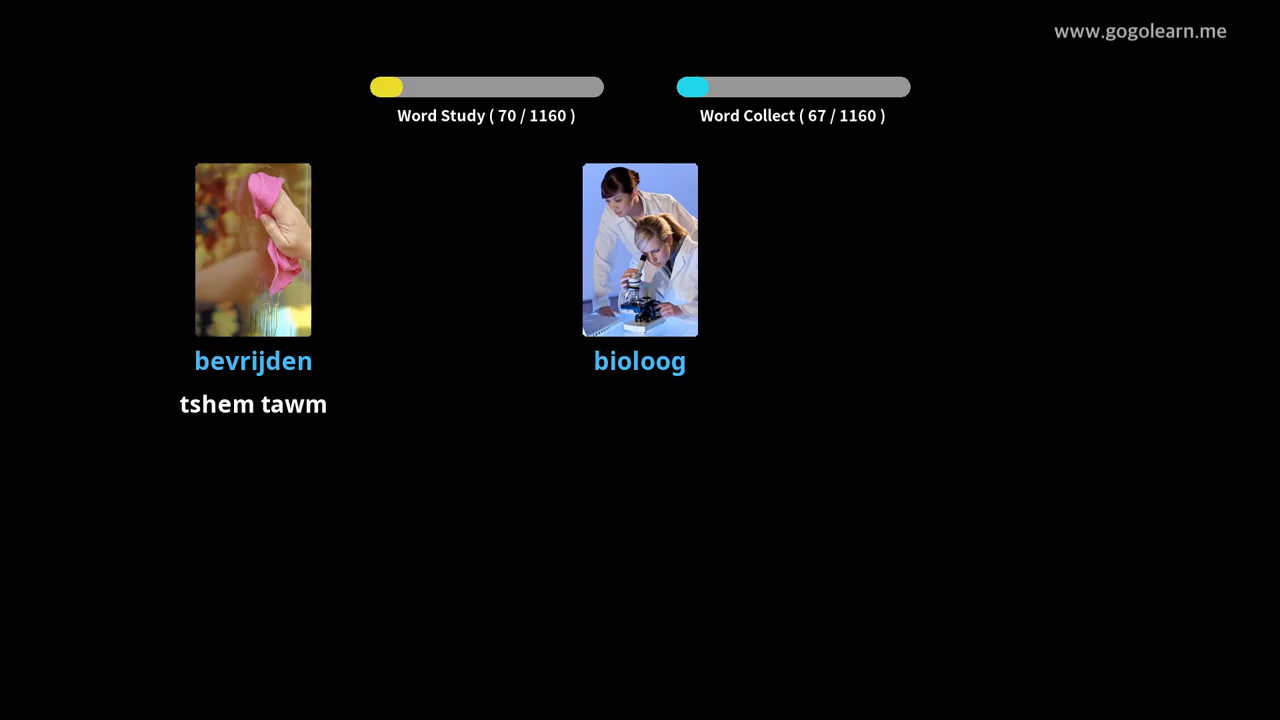 www.gogolearn.me
Word Study ( 70 / 1160 )
Word Collect ( 67 / 1160 )
bevrijden
bioloog
tshem tawm